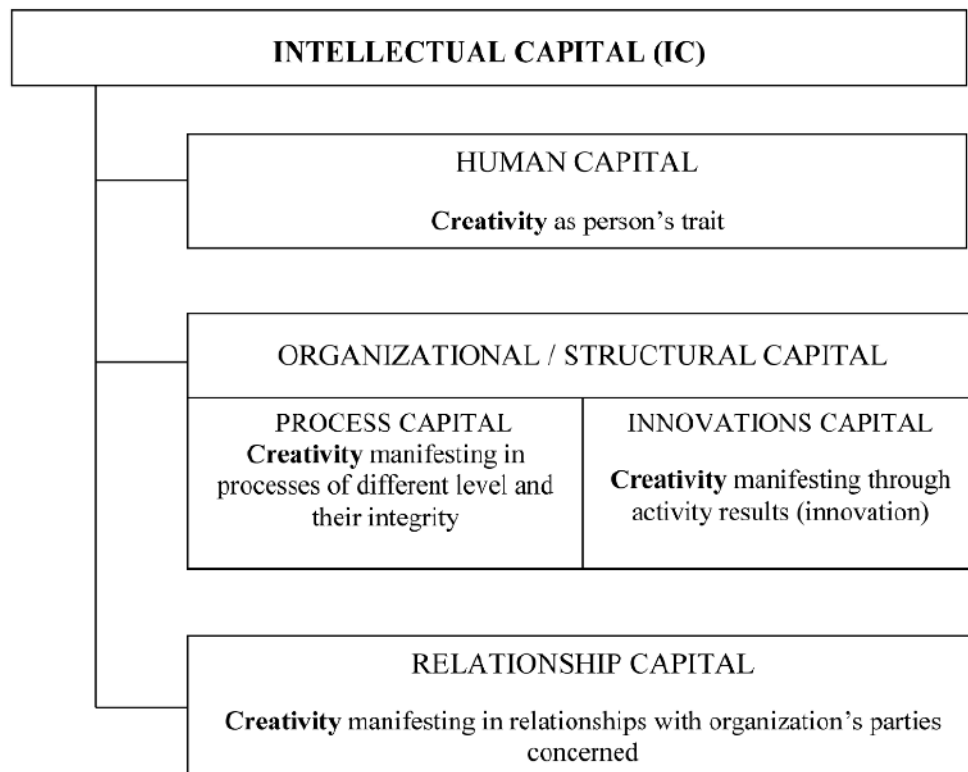 INTELLECTUAL CAPITAL (IC)
HUMAN CAPITAL
Creativity as person's trait
ORGANIZATIONAL / STRUCTURAL CAPITAL
PROCESS CAPITAL
Creativity manifesting in
processes of different level and
their integrity
INNOVATIONS CAPITAL
Creativity manifesting through
activity results (innovation)
RELATIONSHIP CAPITAL
Creativity manifesting in relationships with organization's parties
concerned